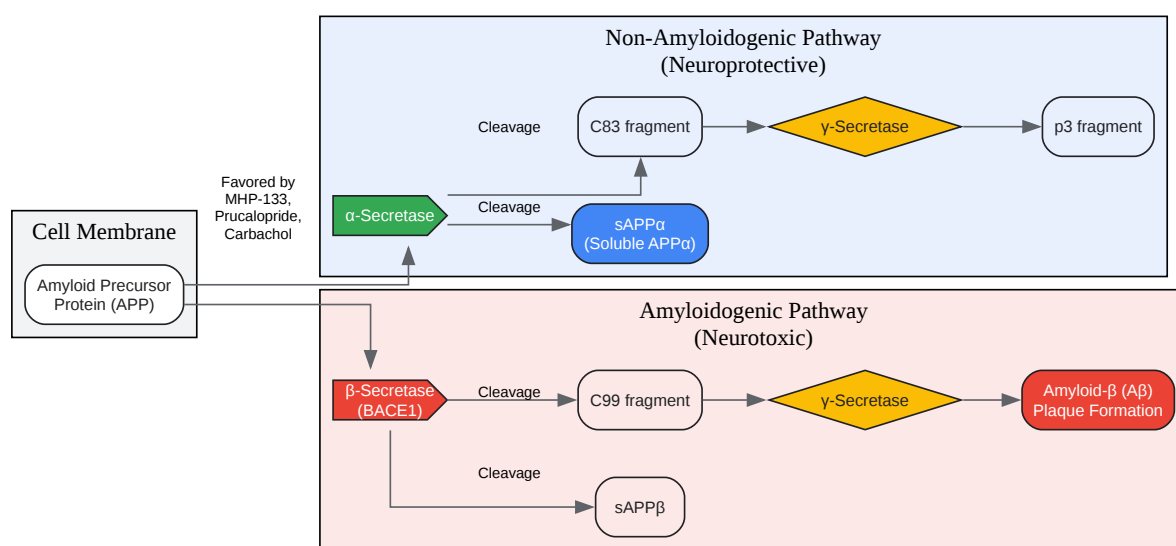 Non-Amyloidogenic Pathway
(Neuroprotective)
Cleavage
C83 fragment
γ-Secretase
p3 fragment
Favored by
MHP-133,
Prucalopride,
Carbachol
α-Secretase
Cleavage
sAPPα
(Soluble APPα)
Cell Membrane
Amyloid Precursor
Protein (APP)
Amyloidogenic Pathway
(Neurotoxic)
β-Secretase
(BACE1)
Cleavage
C99 fragment
γ-Secretase
Amyloid-β (Aβ)
Plaque Formation
Cleavage
sAPPβ